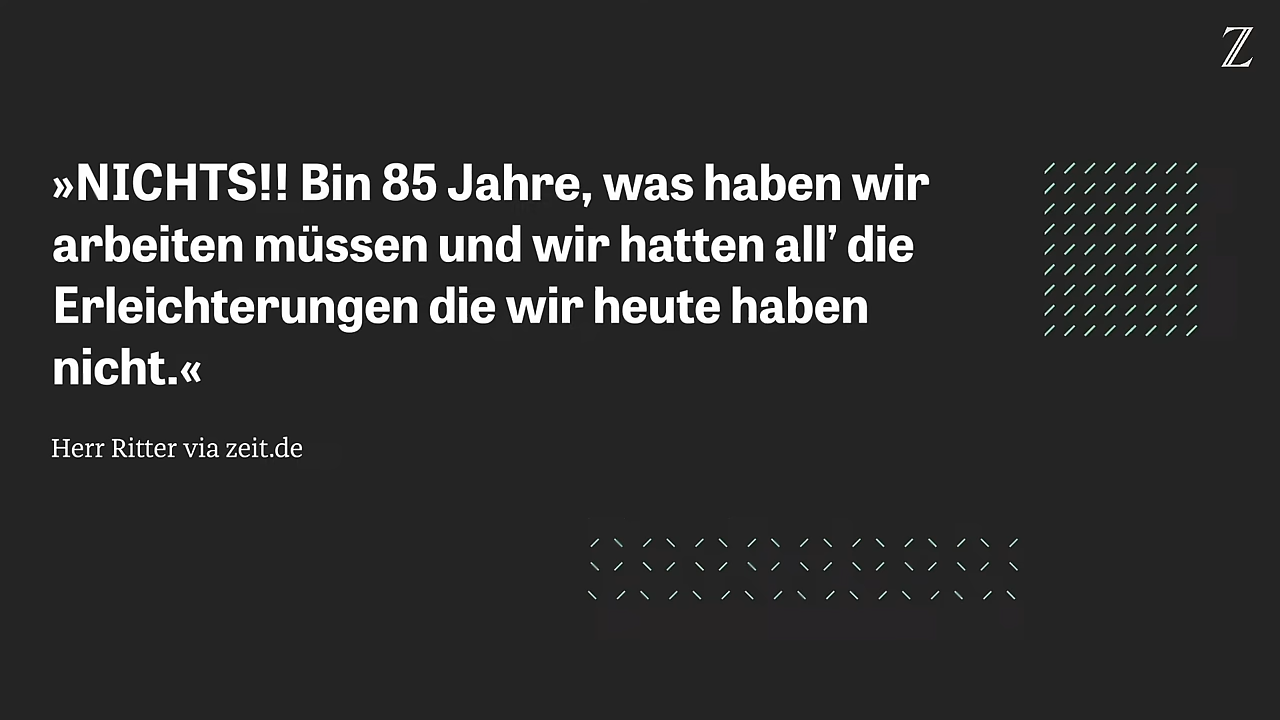 Z
»NICHTS!! Bin 85 Jahre, was haben wir
arbeiten müssen und wir hatten all’ die
Erleichterungen die wir heute haben
nicht.«
Herr Ritter via zeit.de